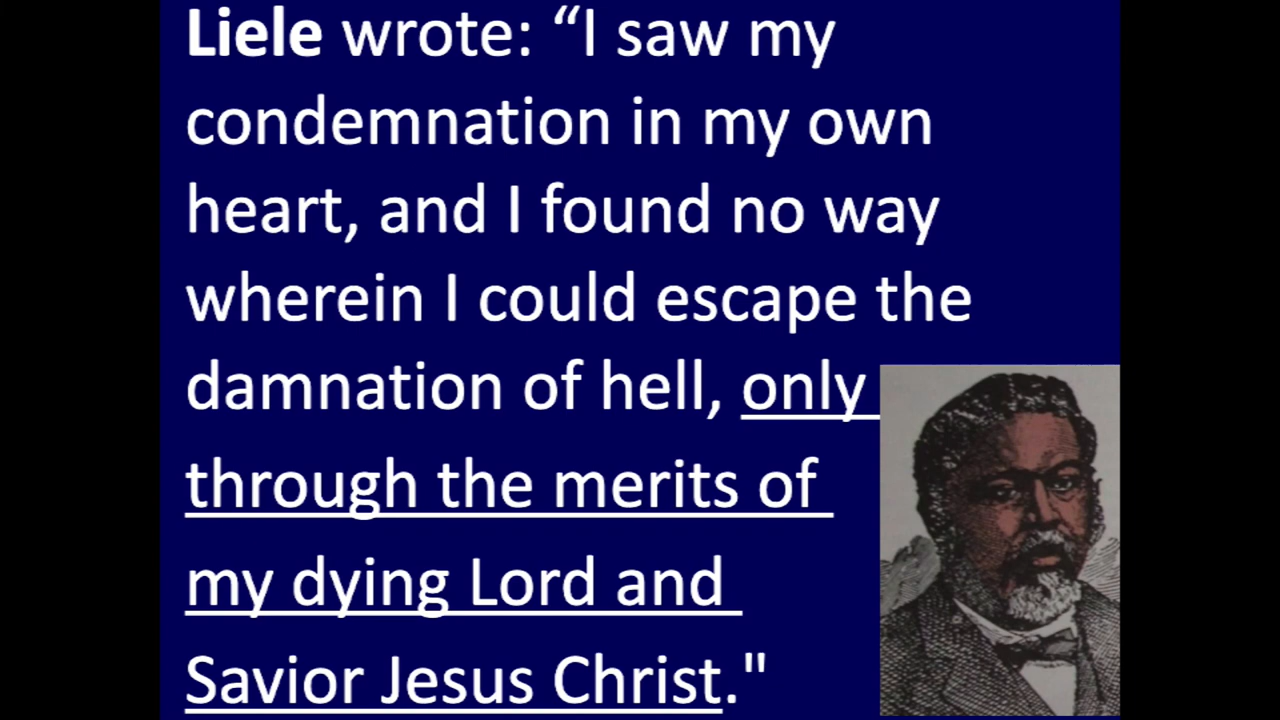 Liele wrote: “I saw my
condemnation in my own
heart, and I found no way
wherein I could escape the
damnation of hell, only
through the merits of
my dying Lord and
Savior Jesus Christ."